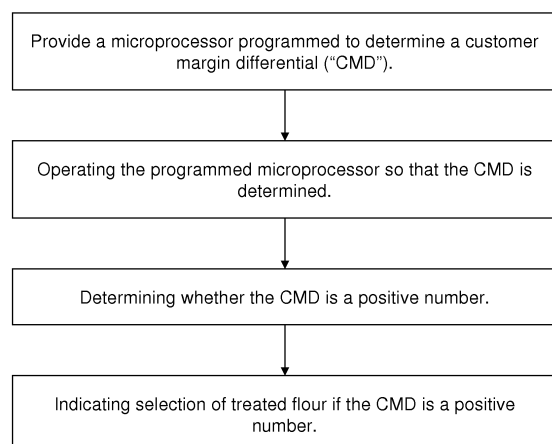 Provide a microprocessor programmed to determine a customer
margin differential (“CMD”).
Operating the programmed microprocessor so that the CMD is
determined.
Determining whether the CMD is a positive number.
Indicating selection of treated flour if the CMD is a positive
number.